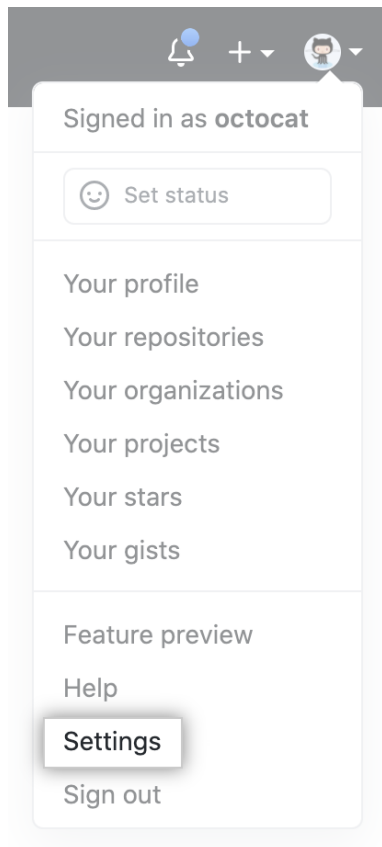 Signed in as octocat
Set status
Your profile
Your repositories
Your organizations
Your projects
Your stars
Your gists
Feature preview
Help
Settings
Sign out